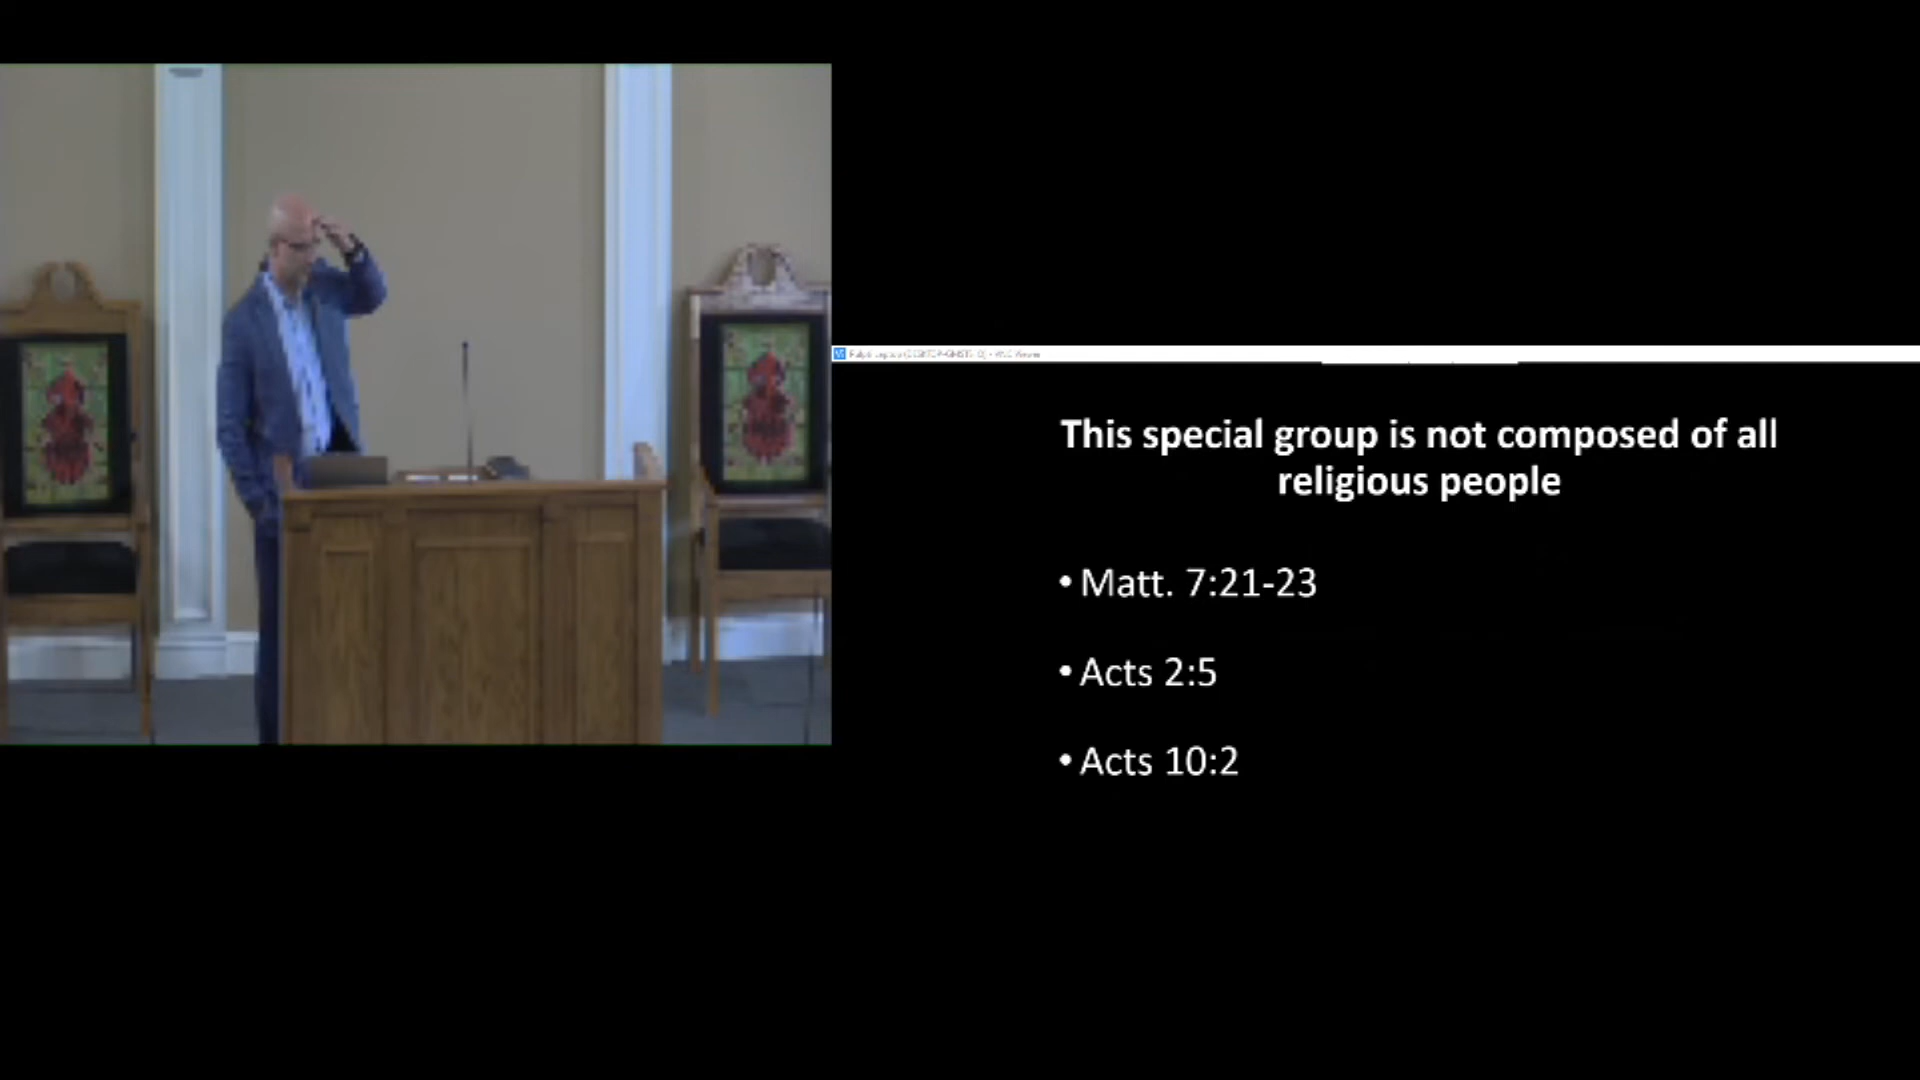 This special group is not composed of all
religious people
• Matt. 7:21-23
• Acts 2:5
• Acts 10:2